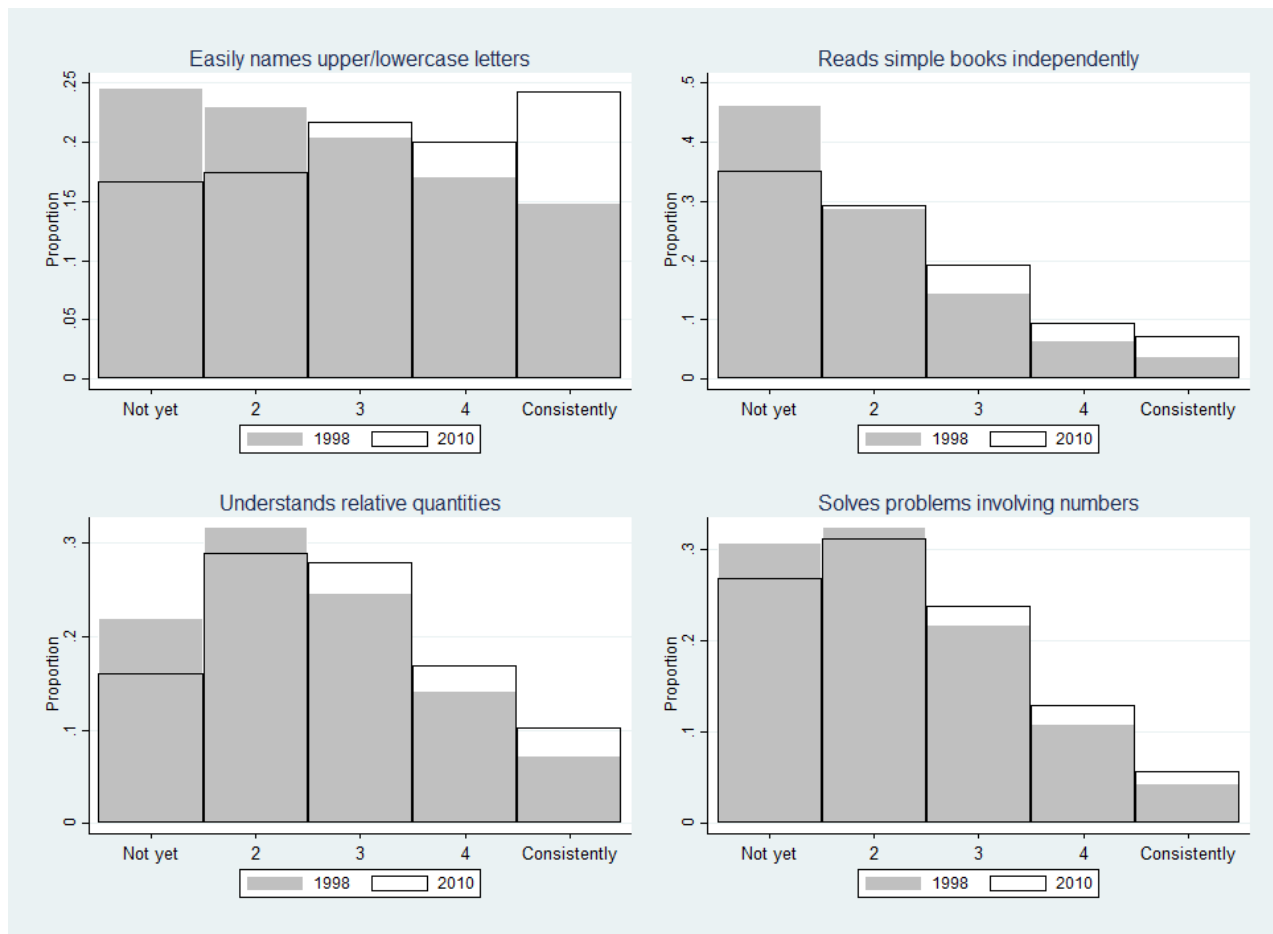 Easily names upper/lowercase letters
Proportion
.25
.2
.15
.1
.05
0
Not yet 2 3 4 Consistently
1998 2010
Reads simple books independently
Proportion
.5
.4
.3
.2
.1
0
Not yet 2 3 4 Consistently
1998 2010
Understands relative quantities
Proportion
.3
.2
.1
0
Not yet 2 3 4 Consistently
1998 2010
Solves problems involving numbers
Proportion
.3
.2
.1
0
Not yet 2 3 4 Consistently
1998 2010